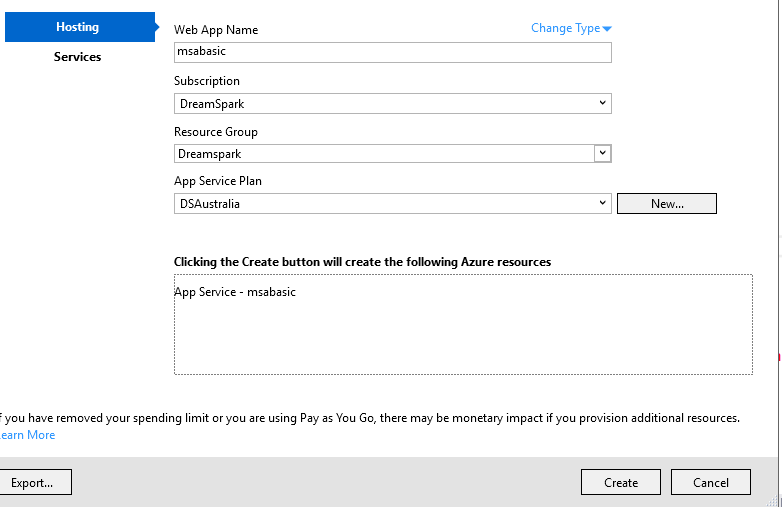 Hosting
Services
Web App Name
Change Type
msabasic
Subscription
DreamSpark
Resource Group
Dreamspark
App Service Plan
DSAustralia
New...
Clicking the Create button will create the following Azure resources
App Service - msabasic
f you have removed your spending limit or you are using Pay as You Go, there may be monetary impact if you provision additional resources.
earn More
Export...
Create
Cancel